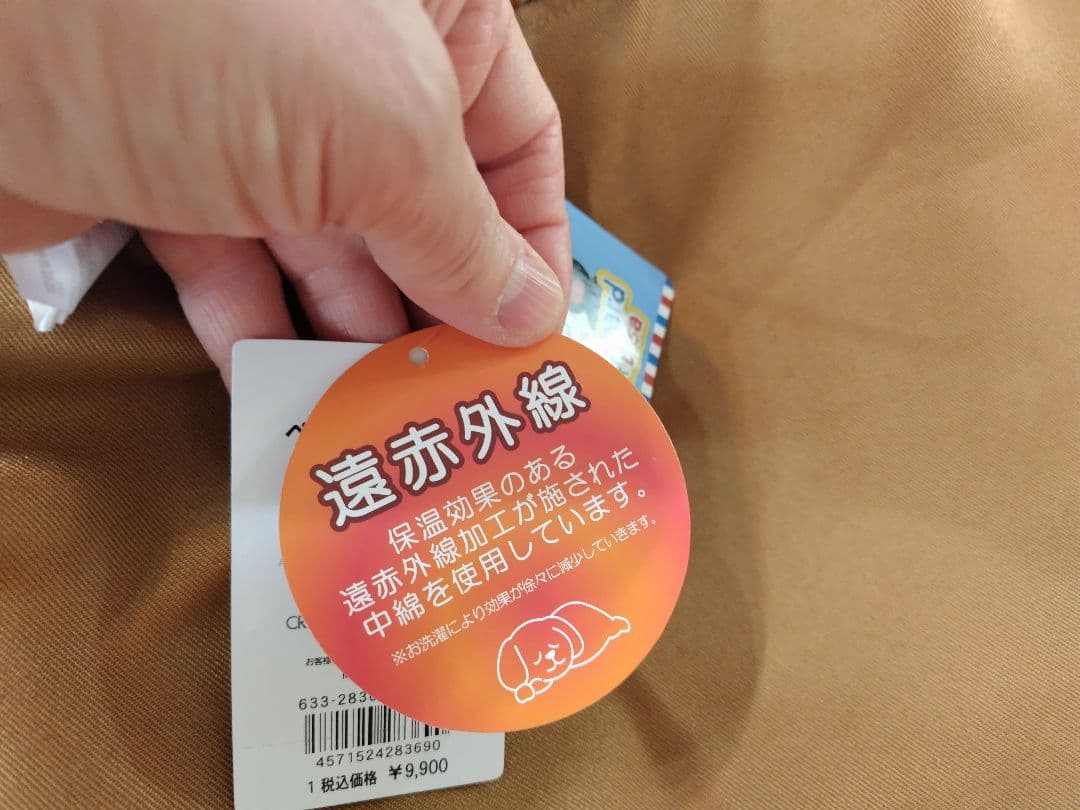 遠赤外線
保温効果のある
遠赤外線加工が施された
中綿を使用しています。
※お洗濯により効果が徐々に減少していきます。
お客様
4571524283690
1 税込価格 ¥9,900